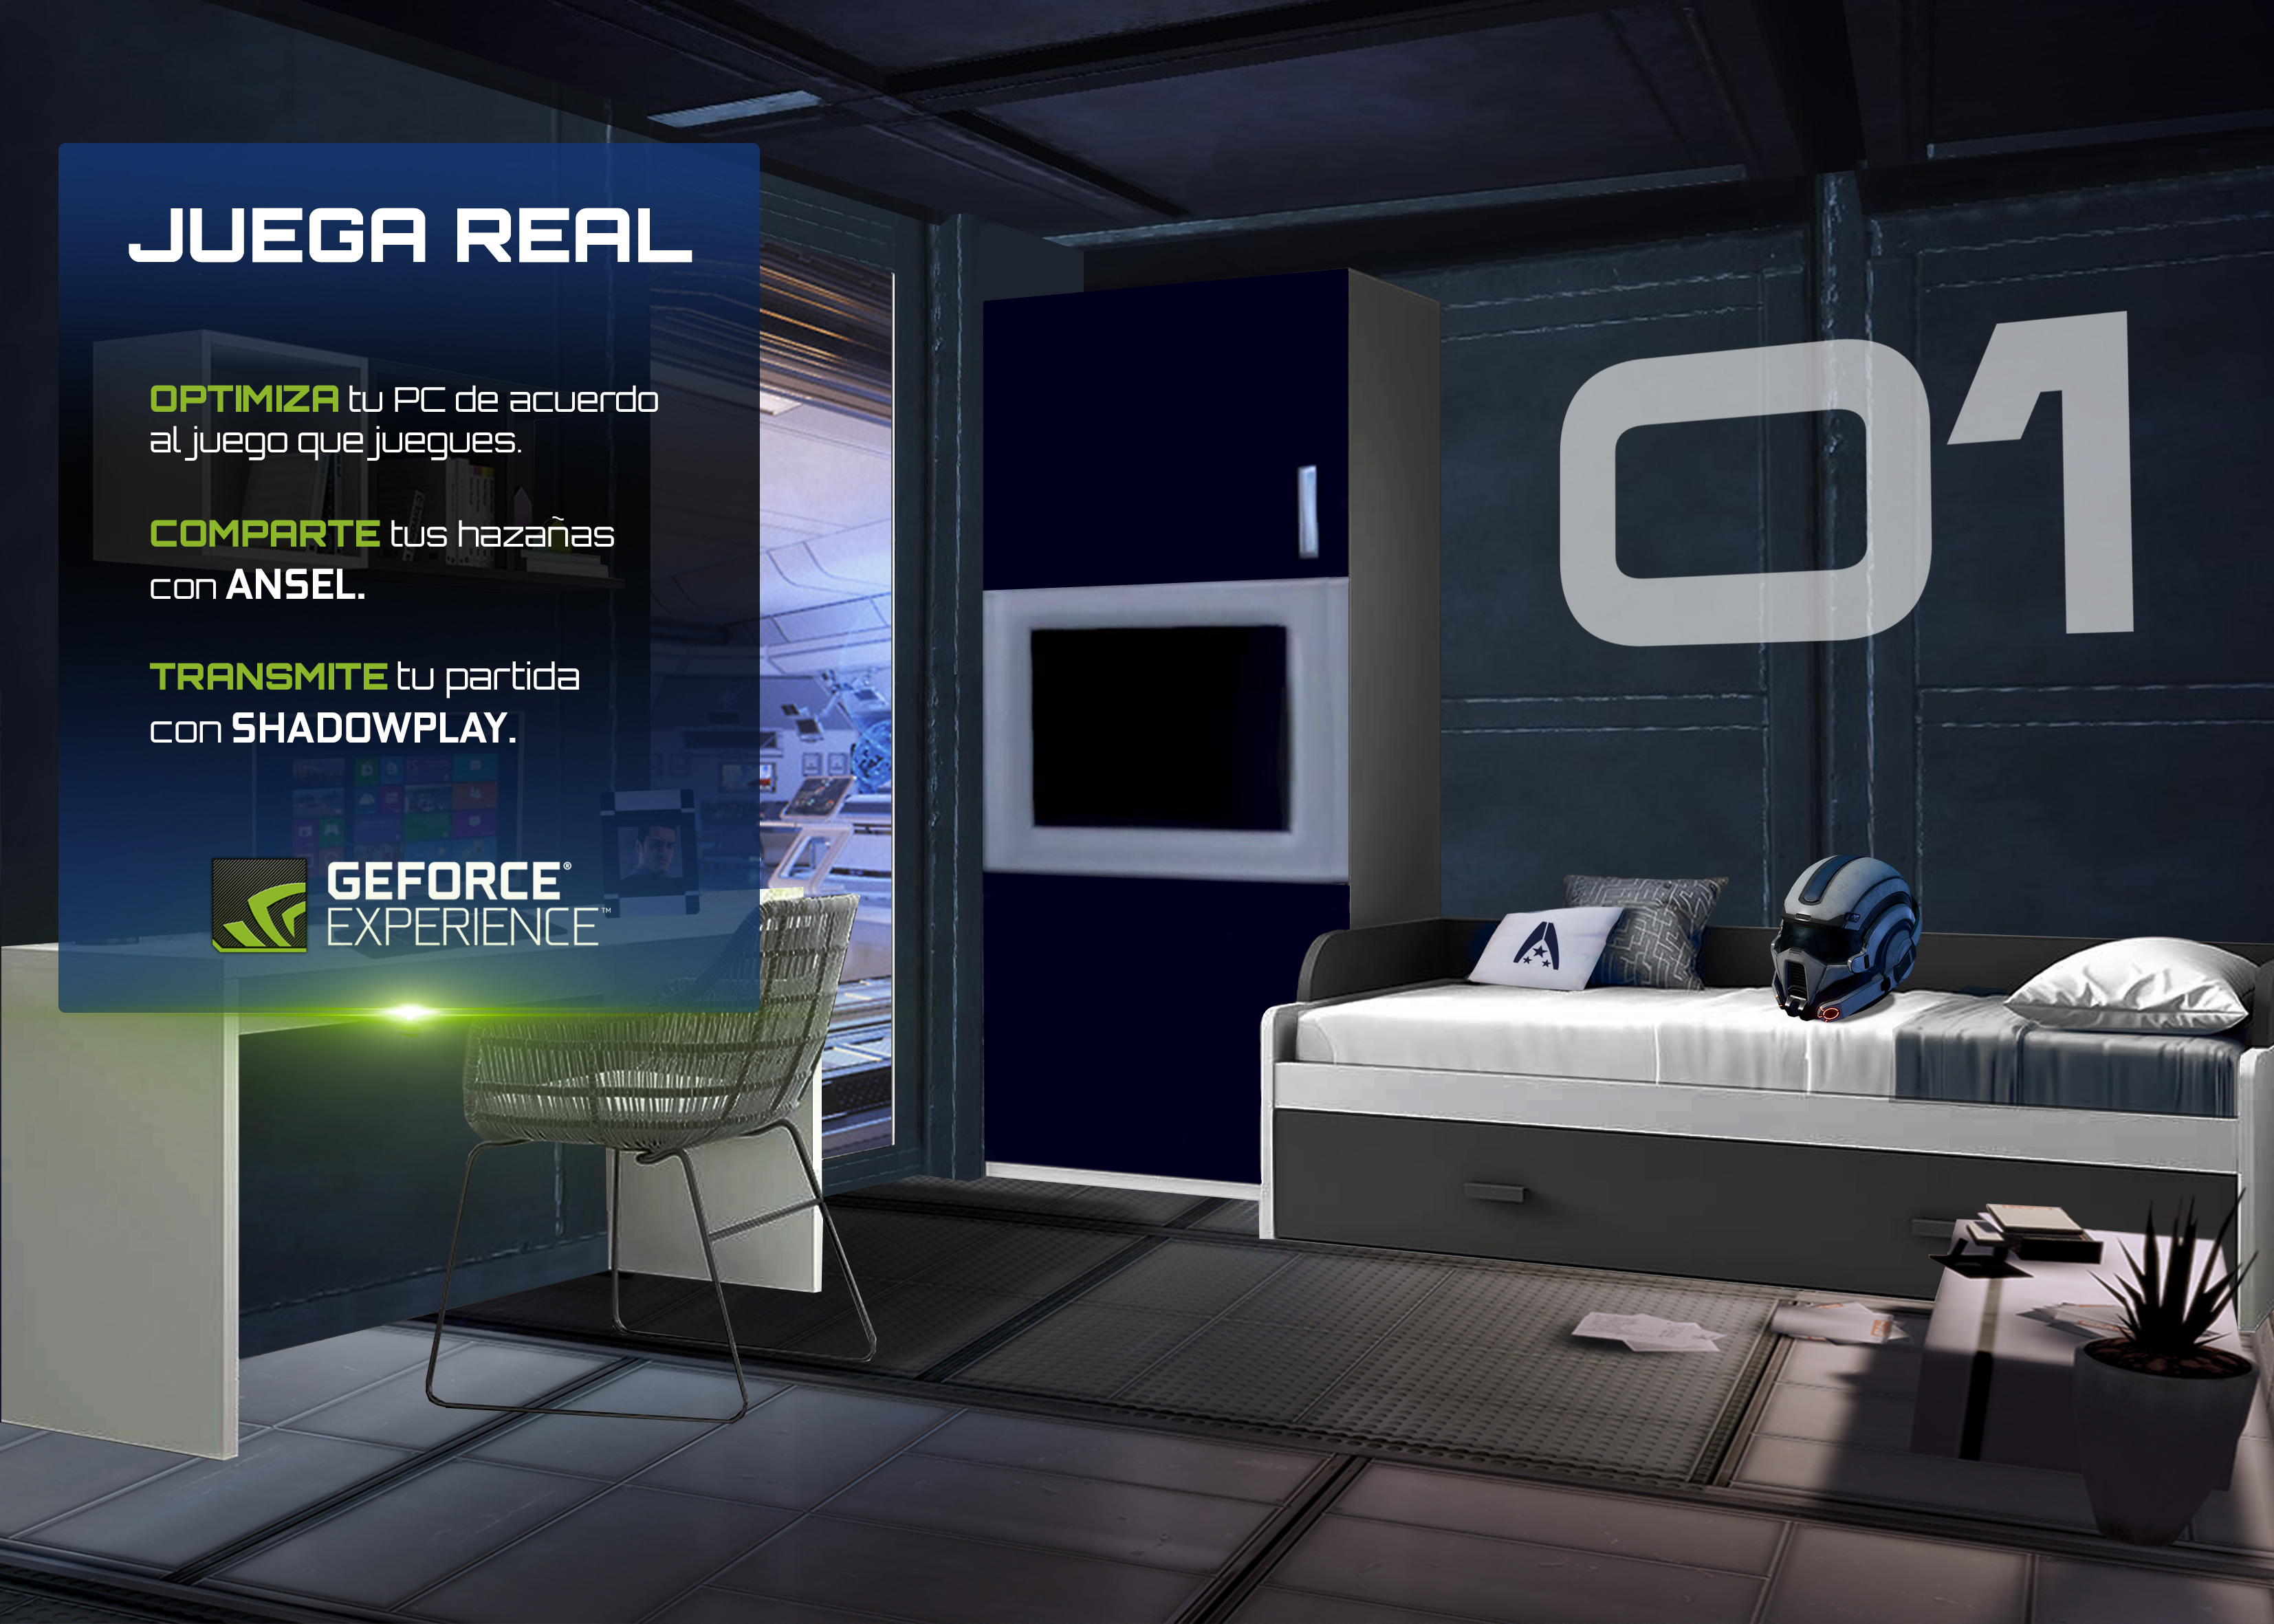 JUEGA REAL
OPTIMIZA tu PC de acuerdo
al juego que juegues.
COMPARTE tus hazañas
con ANSEL.
TRANSMITE tu partida
con SHADOWPLAY.
GEFORCE®
EXPERIENCE™
01